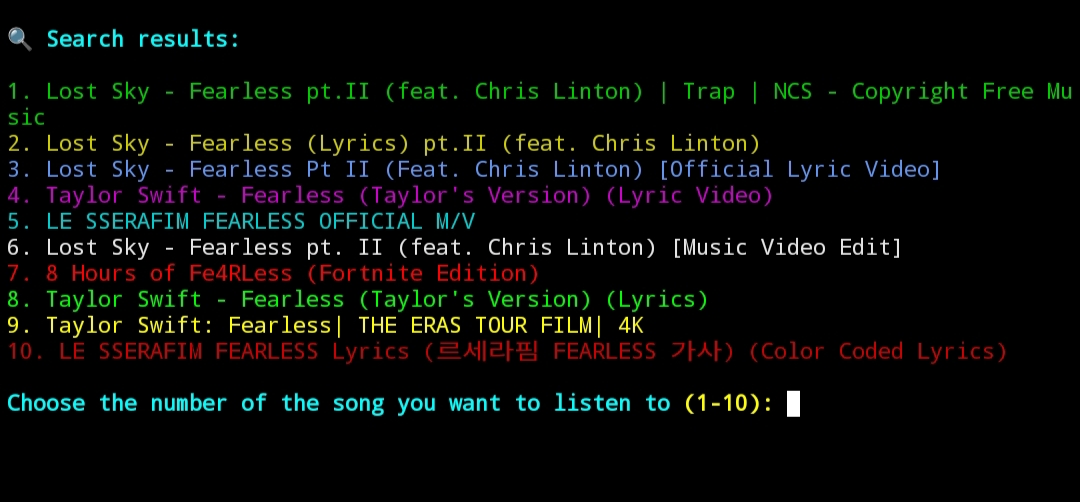 🔍 Search results:
1. Lost Sky - Fearless pt.II (feat. Chris Linton) | Trap | NCS - Copyright Free Mu
sic
2. Lost Sky - Fearless (Lyrics) pt.II (feat. Chris Linton)
3. Lost Sky - Fearless Pt II (Feat. Chris Linton) [Official Lyric Video]
4. Taylor Swift - Fearless (Taylor's Version) (Lyric Video)
5. LE SSERAFIM FEARLESS OFFICIAL M/V
6. Lost Sky - Fearless pt. II (feat. Chris Linton) [Music Video Edit]
7. 8 Hours of Fe4RLess (Fortnite Edition)
8. Taylor Swift - Fearless (Taylor's Version) (Lyrics)
9. Taylor Swift: Fearless| THE ERAS TOUR FILM| 4K
10. LE SSERAFIM FEARLESS Lyrics (르세라핌 FEARLESS 가사) (Color Coded Lyrics)
Choose the number of the song you want to listen to (1-10):